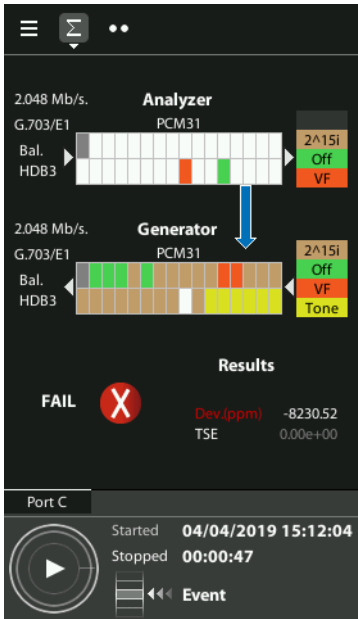 2.048 Mb/s. Analyzer
G.703/E1 PCM31
Bal.
HDB3
2^15i
Off
VF
2.048 Mb/s. Generator
G.703/E1 PCM31
Bal.
HDB3
2^15i
Off
VF
Tone
Results
FAIL X
Dev.(ppm) -8230.52
TSE 0.00e+00
Port C
Started 04/04/2019 15:12:04
Stopped 00:00:47
Event